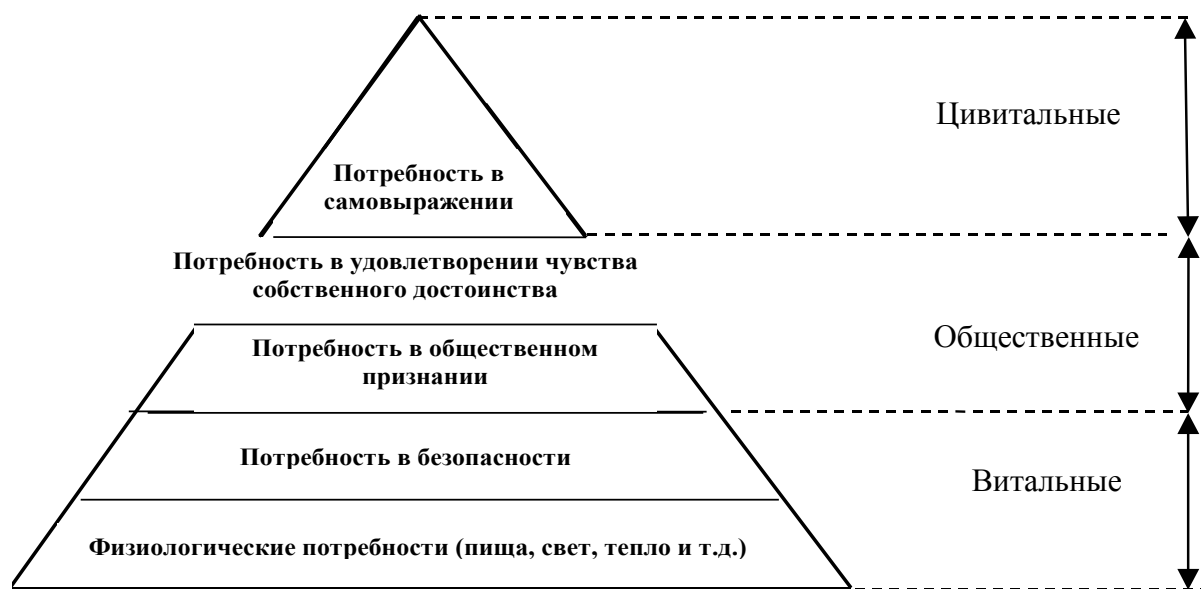 Цивитальные
Потребность в
самовыражении
Потребность в удовлетворении чувства
собственного достоинства
Общественные
Потребность в общественном
признании
Потребность в безопасности
Витальные
Физиологические потребности (пища, свет, тепло и т.д.)